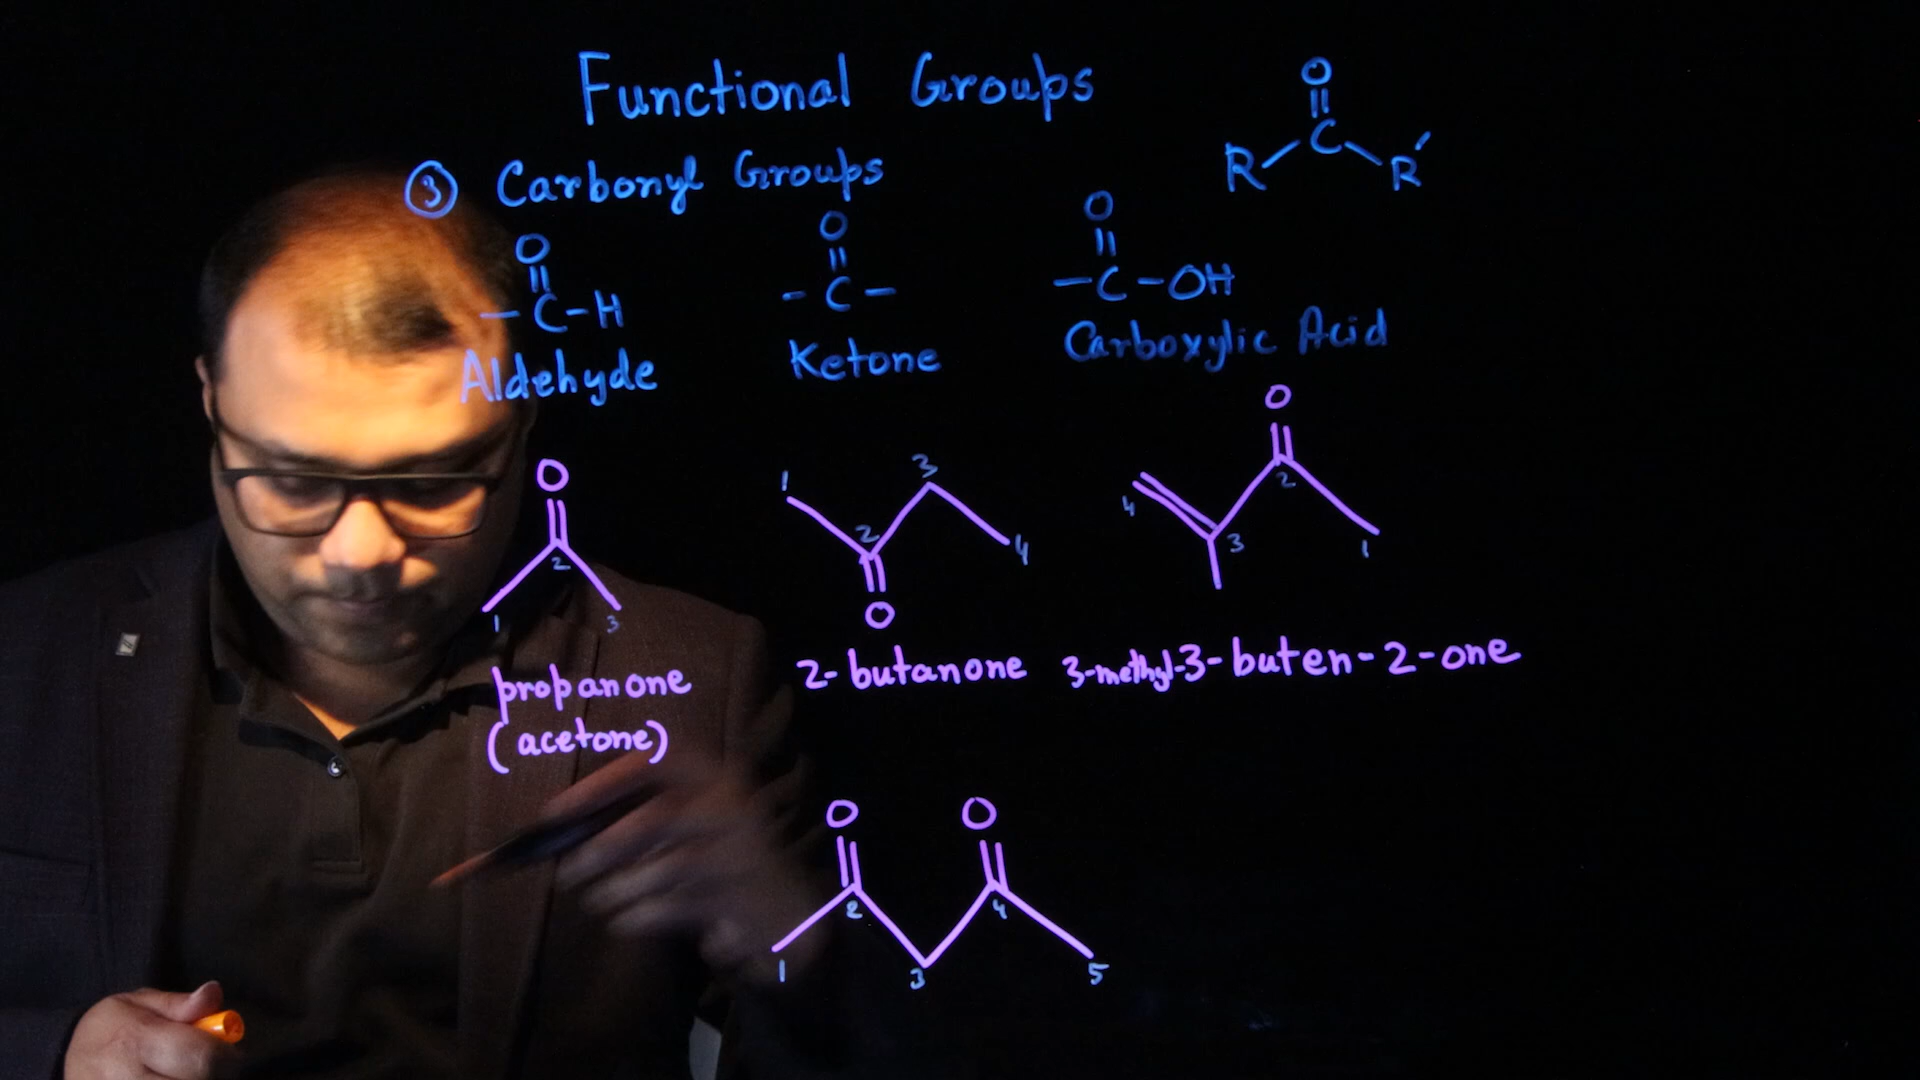 Functional Groups
③ Carbonyl Groups
O
C
R R′
O
-C-H
Aldehyde
O
-C-
Ketone
O
-C-OH
Carboxylic Acid
O
2
1 3
propanone
(acetone)
1 3
2 4
O
2-butanone
O
4 2
3 1
3-methyl-3-buten-2-one
O O
2 4
1 3 5